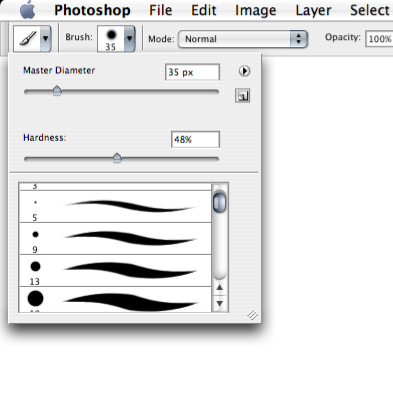 Photoshop File Edit Image Layer Select
Brush: 35 Mode: Normal Opacity: 100%
Master Diameter 35 px
Hardness: 48%
3
5
9
13